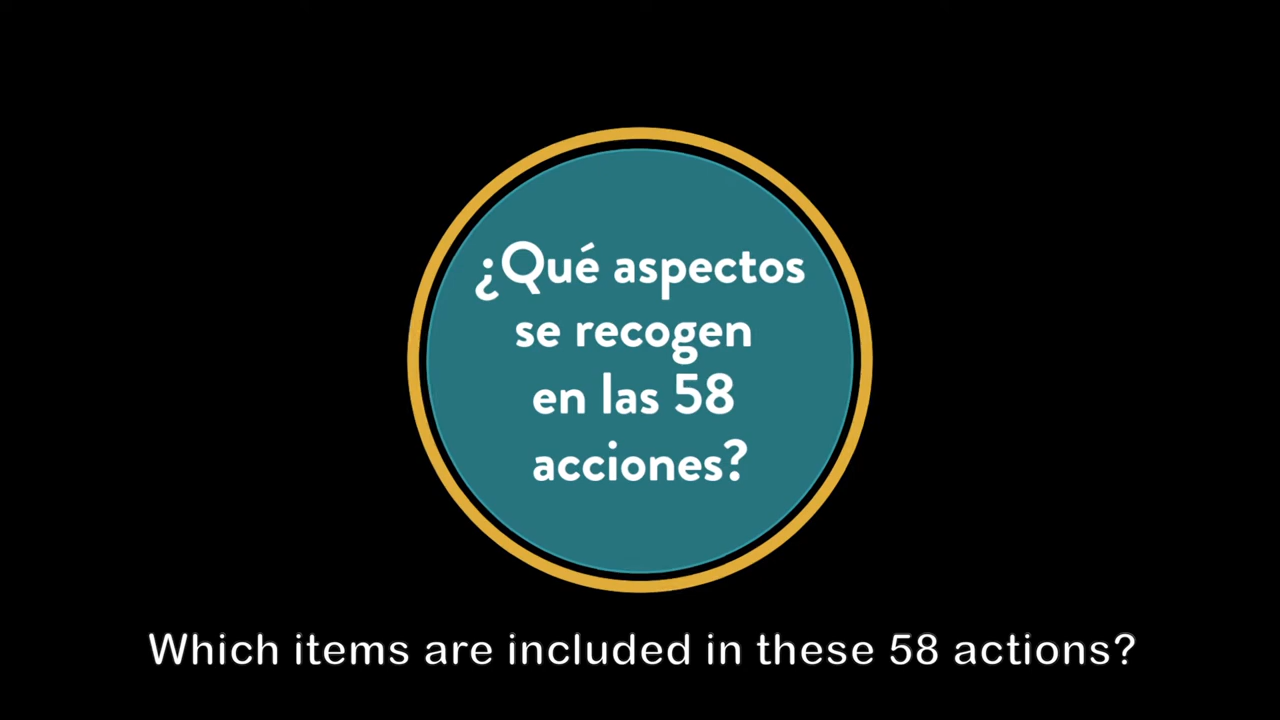 ¿Qué aspectos
se recogen
en las 58
acciones?
Which items are included in these 58 actions?